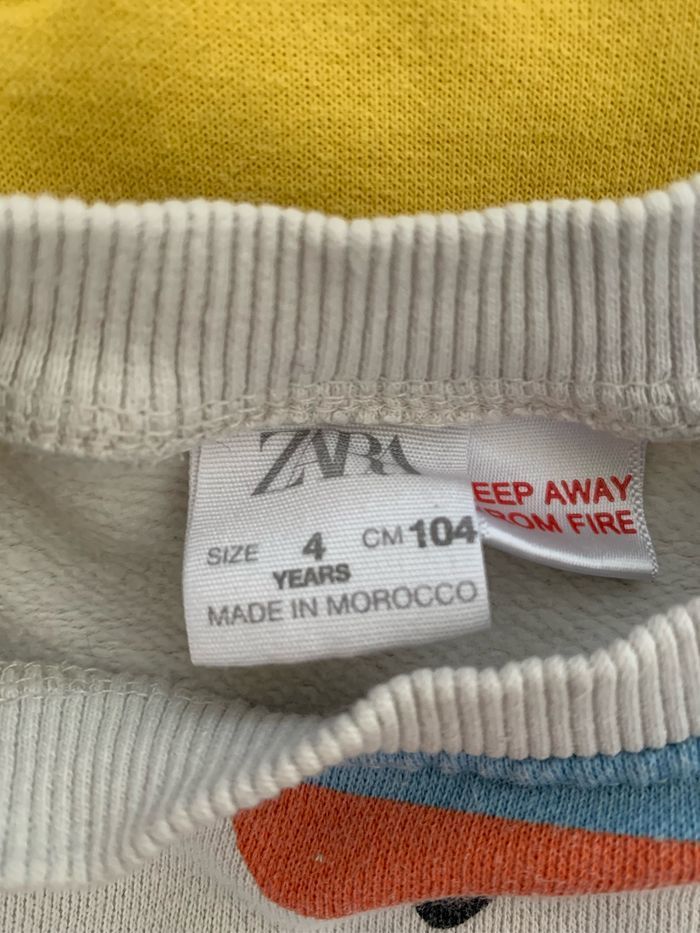 ZARA
SIZE 4 CM 104
YEARS
MADE IN MOROCCO
EEP AWAY
ROM FIRE